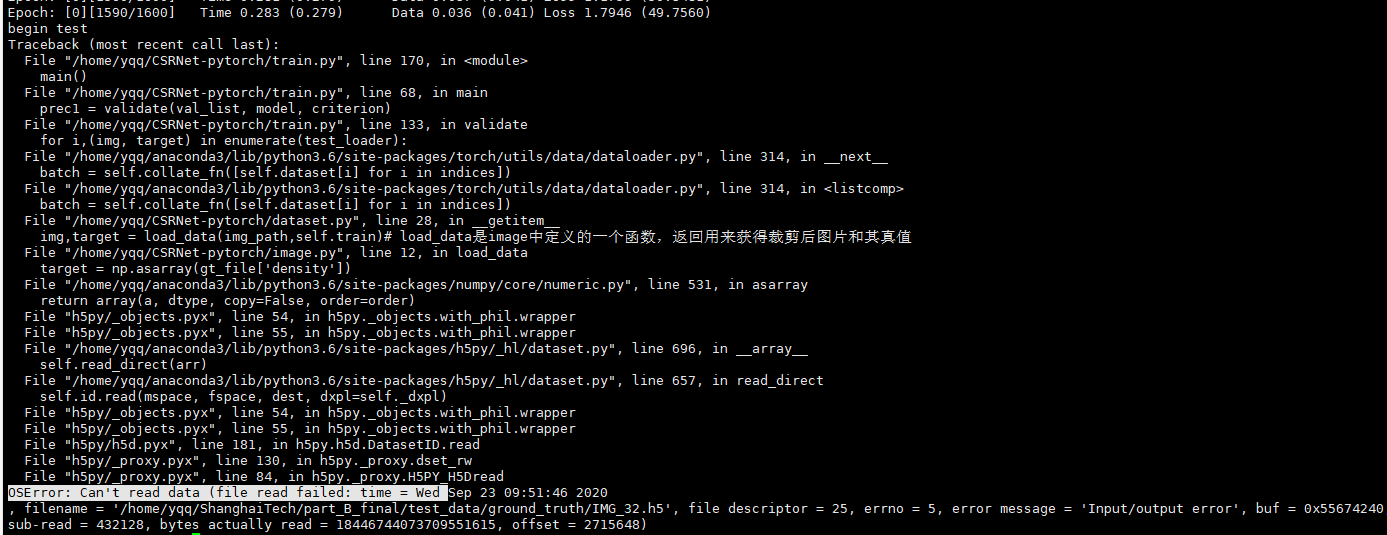 Epoch: [0][1590/1600]   Time 0.283 (0.279)      Data 0.036 (0.041) Loss 1.7946 (49.7560)
begin test
Traceback (most recent call last):
  File "/home/yqq/CSRNet-pytorch/train.py", line 170, in <module>
    main()
  File "/home/yqq/CSRNet-pytorch/train.py", line 68, in main
    prec1 = validate(val_list, model, criterion)
  File "/home/yqq/CSRNet-pytorch/train.py", line 133, in validate
    for i,(img, target) in enumerate(test_loader):
  File "/home/yqq/anaconda3/lib/python3.6/site-packages/torch/utils/data/dataloader.py", line 314, in __next__
    batch = self.collate_fn([self.dataset[i] for i in indices])
  File "/home/yqq/anaconda3/lib/python3.6/site-packages/torch/utils/data/dataloader.py", line 314, in <listcomp>
    batch = self.collate_fn([self.dataset[i] for i in indices])
  File "/home/yqq/CSRNet-pytorch/dataset.py", line 28, in __getitem__
    img,target = load_data(img_path,self.train)# load_data是image中定义的一个函数，返回用来获得裁剪后图片和其真值
  File "/home/yqq/CSRNet-pytorch/image.py", line 12, in load_data
    target = np.asarray(gt_file['density'])
  File "/home/yqq/anaconda3/lib/python3.6/site-packages/numpy/core/numeric.py", line 531, in asarray
    return array(a, dtype, copy=False, order=order)
  File "h5py/_objects.pyx", line 54, in h5py._objects.with_phil.wrapper
  File "h5py/_objects.pyx", line 55, in h5py._objects.with_phil.wrapper
  File "/home/yqq/anaconda3/lib/python3.6/site-packages/h5py/_hl/dataset.py", line 696, in __array__
    self.read_direct(arr)
  File "/home/yqq/anaconda3/lib/python3.6/site-packages/h5py/_hl/dataset.py", line 657, in read_direct
    self.id.read(mspace, fspace, dest, dxpl=self._dxpl)
  File "h5py/_objects.pyx", line 54, in h5py._objects.with_phil.wrapper
  File "h5py/_objects.pyx", line 55, in h5py._objects.with_phil.wrapper
  File "h5py/h5d.pyx", line 181, in h5py.h5d.DatasetID.read
  File "h5py/_proxy.pyx", line 130, in h5py._proxy.dset_rw
  File "h5py/_proxy.pyx", line 84, in h5py._proxy.H5PY_H5Dread
OSError: Can't read data (file read failed: time = Wed Sep 23 09:51:46 2020
, filename = '/home/yqq/ShanghaiTech/part_B_final/test_data/ground_truth/IMG_32.h5', file descriptor = 25, errno = 5, error message = 'Input/output error', buf = 0x55674240
sub-read = 432128, bytes actually read = 18446744073709551615, offset = 2715648)